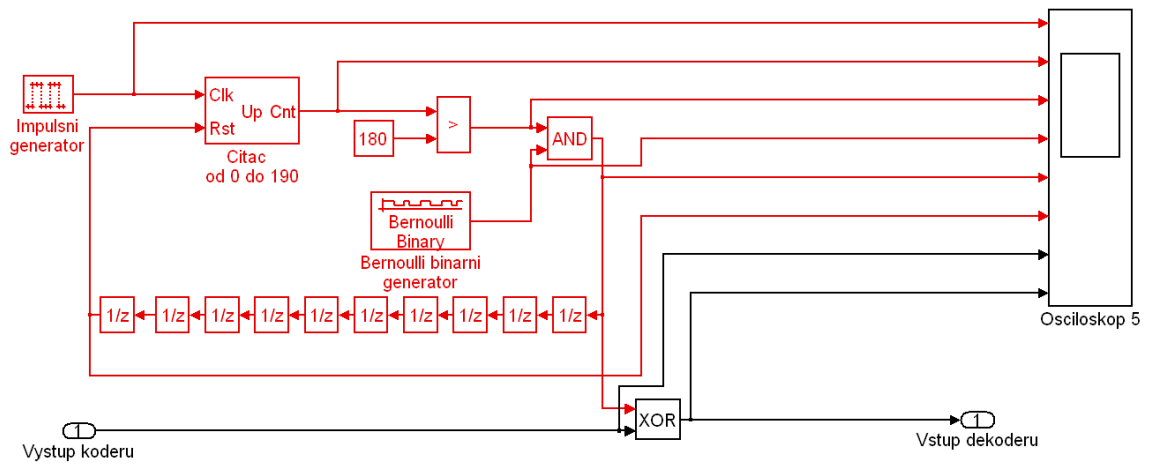 Impulsni
generator
Clk
Up Cnt
Rst
Citac
od 0 do 190
180
>
AND
Bernoulli
Binary
Bernoulli binarni
generator
1/z
1/z
1/z
1/z
1/z
1/z
1/z
1/z
1/z
1/z
Osciloskop 5
XOR
1
Vystup koderu
1
Vstup dekoderu